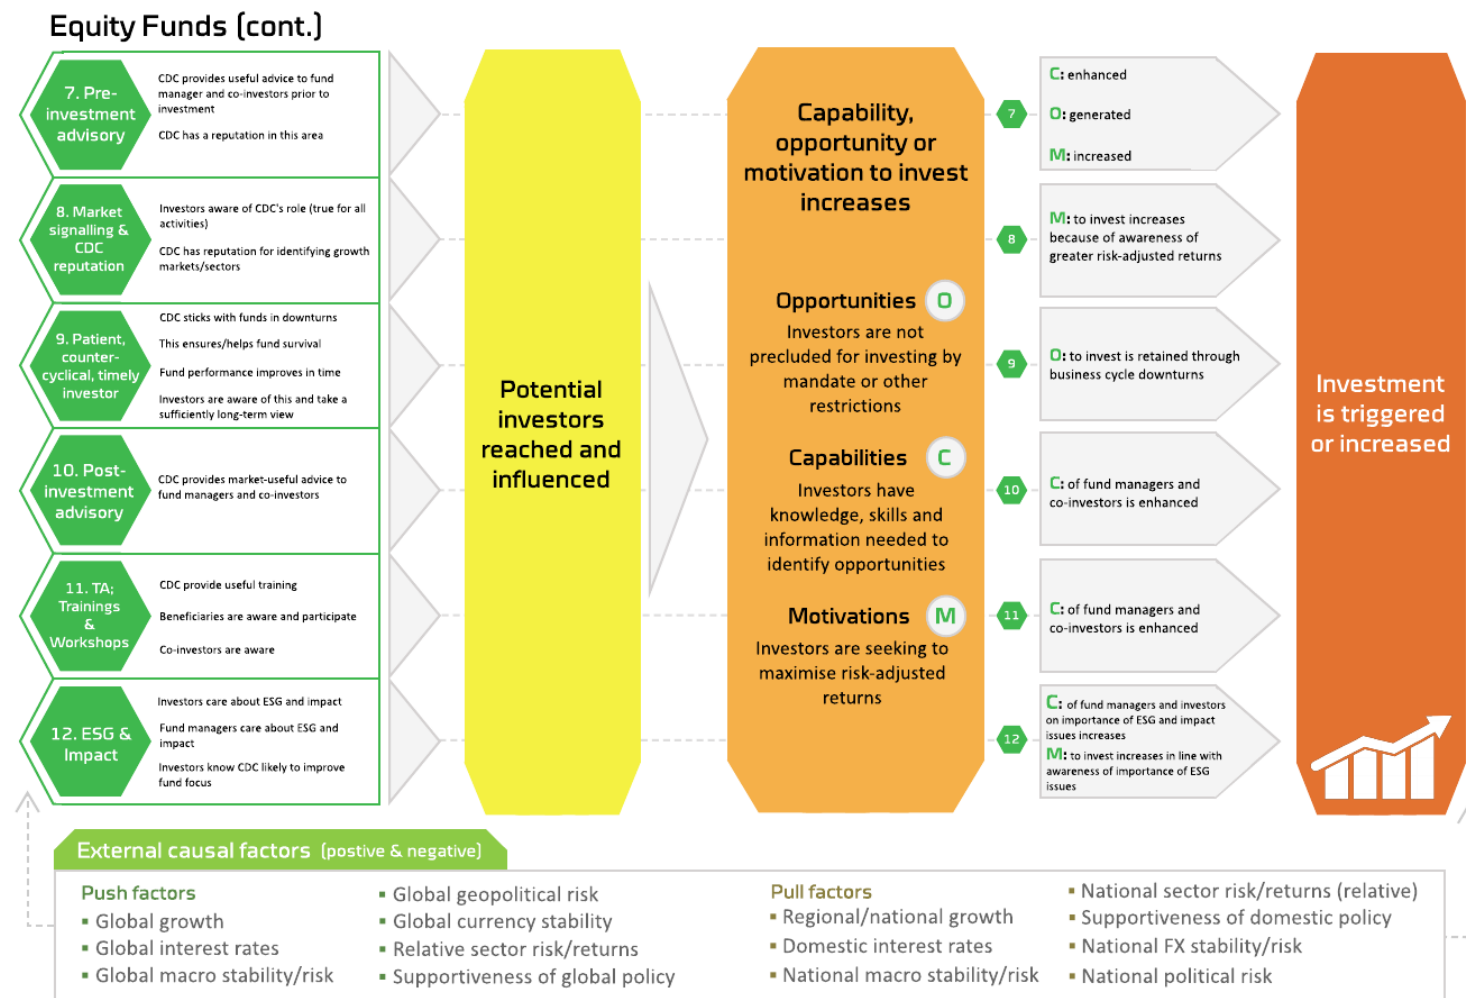 Equity Funds (cont.)
7. Pre-
investment
advisory
CDC provides useful advice to fund
manager and co-investors prior to
investment
CDC has a reputation in this area
8. Market
signalling &
CDC
reputation
Investors aware of CDC's role (true for all
activities)
CDC has reputation for identifying growth
markets/sectors
9. Patient,
counter-
cyclical, timely
investor
CDC sticks with funds in downturns
This ensures/helps fund survival
Fund performance improves in time
Investors are aware of this and take a
sufficiently long-term view
10. Post-
investment
advisory
CDC provides market-useful advice to
fund managers and co-investors
11. TA;
Trainings
&
Workshops
CDC provide useful training
Beneficiaries are aware and participate
Co-investors are aware
12. ESG &
Impact
Investors care about ESG and impact
Fund managers care about ESG and
impact
Investors know CDC likely to improve
fund focus
Potential
investors
reached and
influenced
Capability,
opportunity or
motivation to invest
increases
Opportunities O
Investors are not
precluded for investing by
mandate or other
restrictions
Capabilities C
Investors have
knowledge, skills and
information needed to
identify opportunities
Motivations M
Investors are seeking to
maximise risk-adjusted
returns
7
C: enhanced
O: generated
M: increased
8
M: to invest increases
because of awareness of
greater risk-adjusted returns
9
O: to invest is retained through
business cycle downturns
10
C: of fund managers and
co-investors is enhanced
11
C: of fund managers and
co-investors is enhanced
12
C: of fund managers and investors
on importance of ESG and impact
issues increases
M: to invest increases in line with
awareness of importance of ESG
issues
Investment
is triggered
or increased
External causal factors (postive & negative)
Push factors
▪ Global growth
▪ Global interest rates
▪ Global macro stability/risk
▪ Global geopolitical risk
▪ Global currency stability
▪ Relative sector risk/returns
▪ Supportiveness of global policy
Pull factors
▪ Regional/national growth
▪ Domestic interest rates
▪ National macro stability/risk
▪ National sector risk/returns (relative)
▪ Supportiveness of domestic policy
▪ National FX stability/risk
▪ National political risk